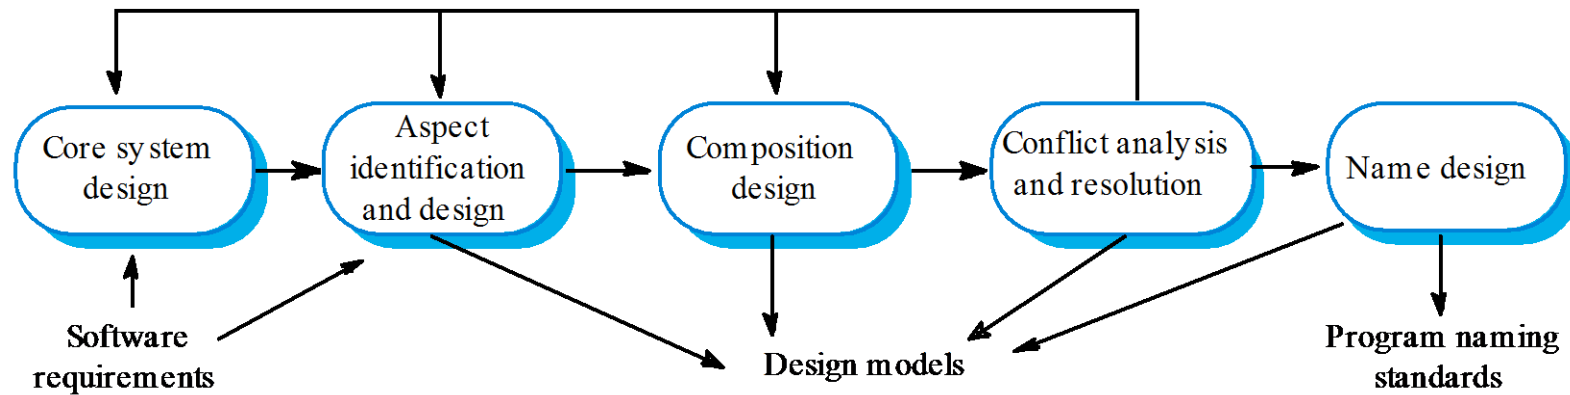 Core system
design
Aspect
identification
and design
Composition
design
Conflict analysis
and resolution
Name design
Software
requirements
Design models
Program naming
standards